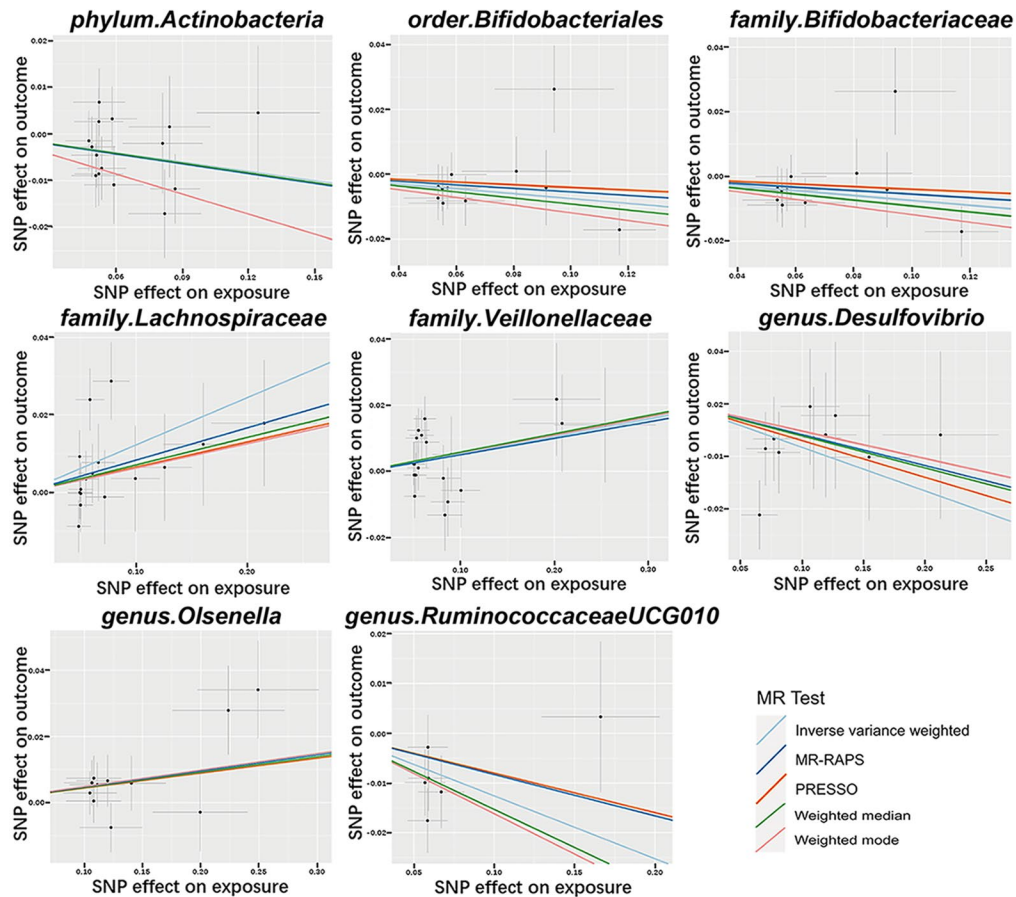 phylum.Actinobacteria
order.Bifidobacteriales
family.Bifidobacteriaceae
SNP effect on outcome
0.02
0.01
0.00
-0.01
-0.02
0.06
0.09
0.12
0.15
SNP effect on exposure
SNP effect on outcome
0.04
0.02
0.00
-0.02
0.04
0.06
0.08
0.10
0.12
SNP effect on exposure
SNP effect on outcome
0.04
0.02
0.00
-0.02
0.04
0.06
0.08
0.10
0.12
SNP effect on exposure
family.Lachnospiraceae
family.Veillonellaceae
genus.Desulfovibrio
SNP effect on outcome
0.04
0.02
0.00
0.10
0.20
SNP effect on exposure
SNP effect on outcome
0.04
0.02
0.00
-0.02
0.10
0.20
0.30
SNP effect on exposure
SNP effect on outcome
0.04
0.02
-0.01
-0.02
0.05
0.10
0.15
0.20
0.25
SNP effect on exposure
genus.Olsenella
genus.RuminococcaceaeUCG010
SNP effect on outcome
0.04
0.02
0.00
0.10
0.15
0.20
0.25
0.30
SNP effect on exposure
SNP effect on outcome
0.02
0.01
0.00
-0.01
-0.02
0.05
0.10
0.15
0.20
SNP effect on exposure
MR Test
Inverse variance weighted
MR-RAPS
PRESSO
Weighted median
Weighted mode